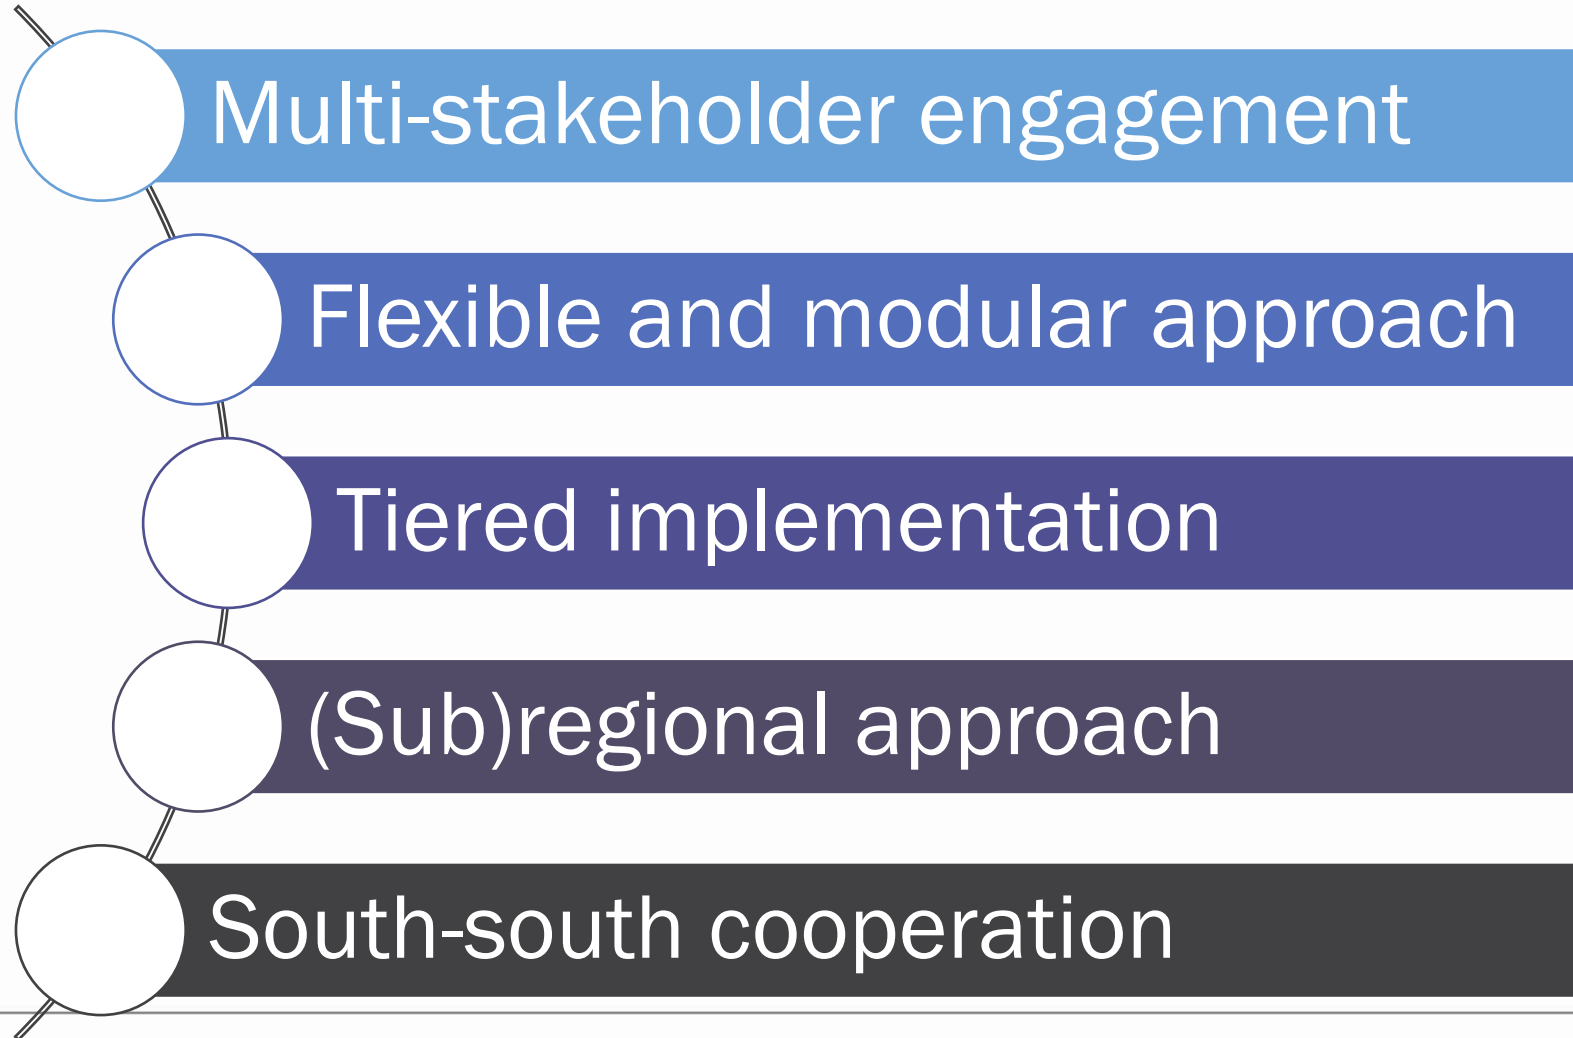 Multi-stakeholder engagement
Flexible and modular approach
Tiered implementation
(Sub)regional approach
South-south cooperation